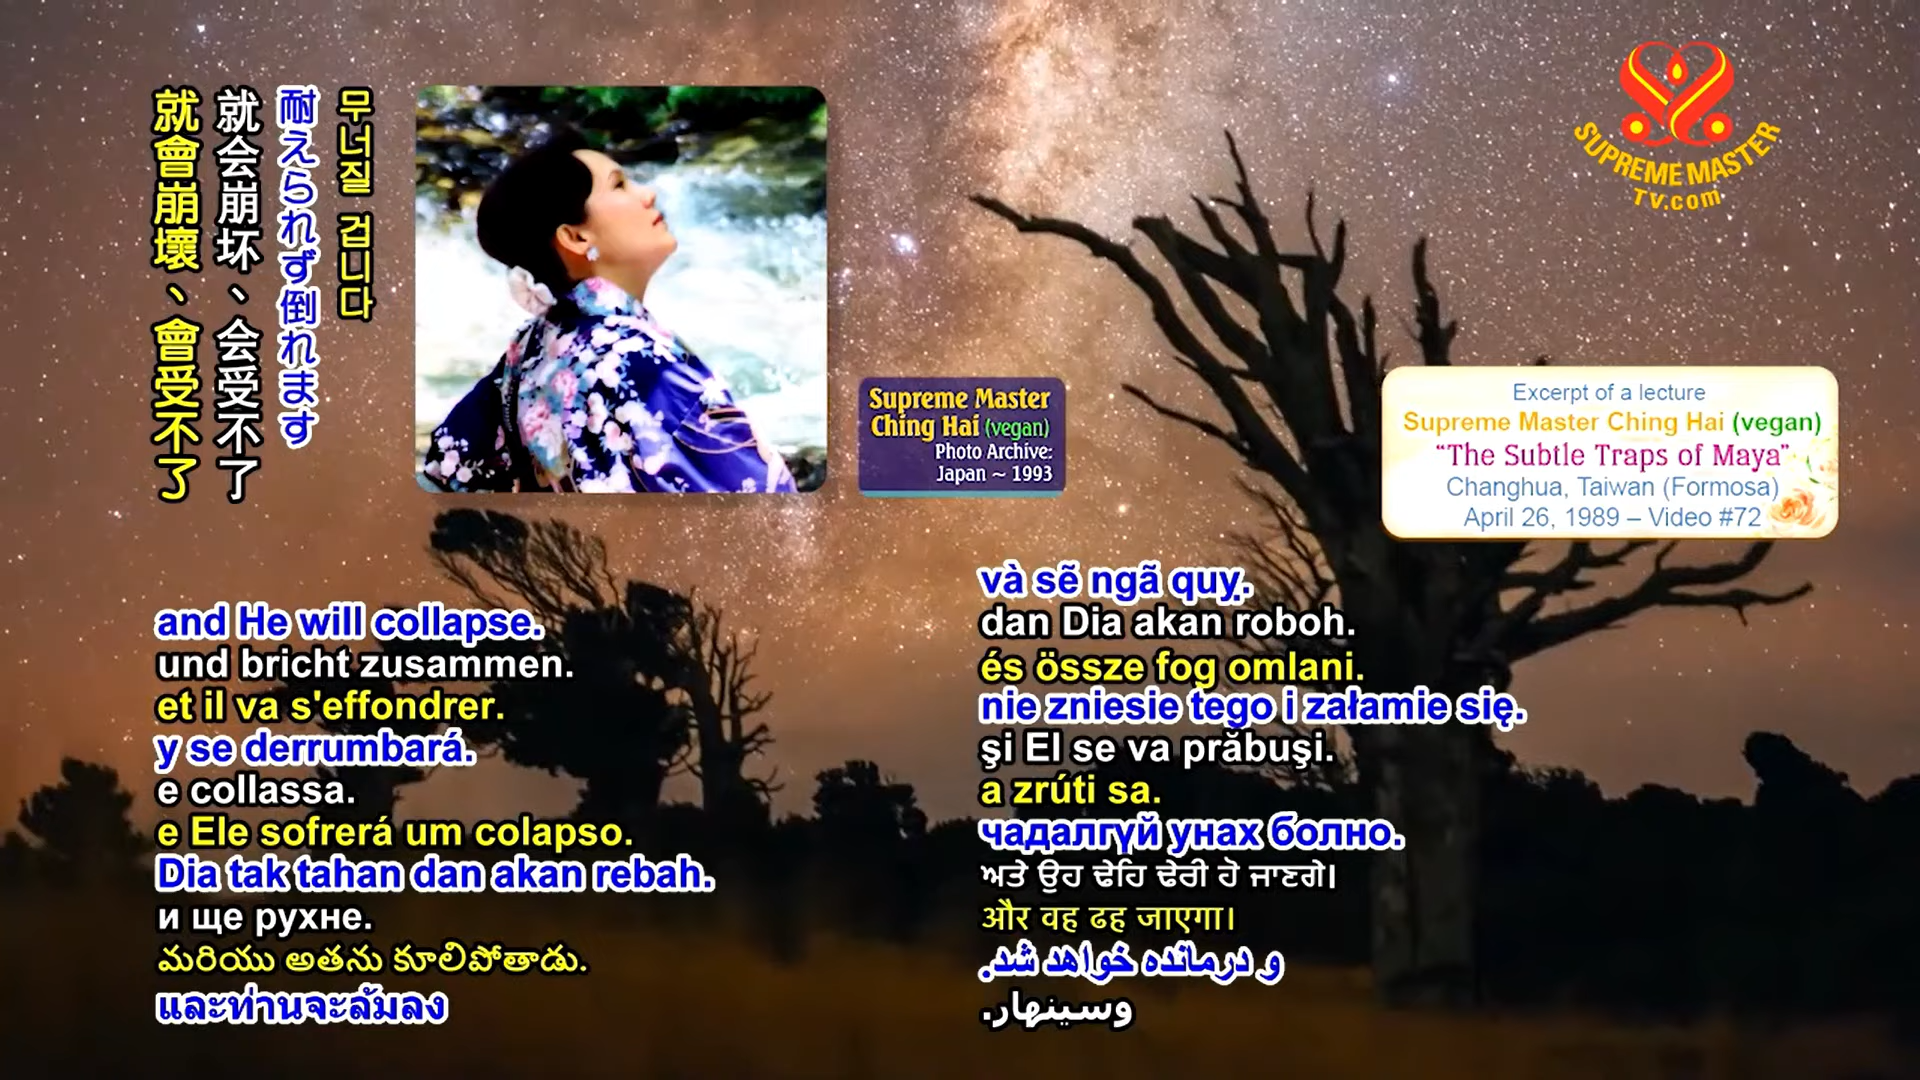 就會崩壞、會受不了
就会崩坏、会受不了
耐えられず倒れます
무너질 겁니다
Supreme Master
Ching Hai (vegan)
Photo Archive:
Japan ~ 1993
SUPREME MASTER
TV.com
Excerpt of a lecture
Supreme Master Ching Hai (vegan)
“The Subtle Traps of Maya”
Changhua, Taiwan (Formosa)
April 26, 1989 – Video #72
and He will collapse.
und bricht zusammen.
et il va s'effondrer.
y se derrumbará.
e collassa.
e Ele sofrerá um colapso.
Dia tak tahan dan akan rebah.
и ще рухне.
మరియు అతను కూలిపోతాడు.
และท่านจะล้มลง
và sẽ ngã quỵ.
dan Dia akan roboh.
és össze fog omlani.
nie zniesie tego i załamie się.
şi El se va prăbuşi.
a zrúti sa.
чадалгүй унах болно.
ਅਤੇ ਉਹ ਢੇਹਿ ਢੇਰੀ ਹੋ ਜਾਣਗੇ।
और वह ढह जाएगा।
و درمانده خواهد شد.
وسينهار.